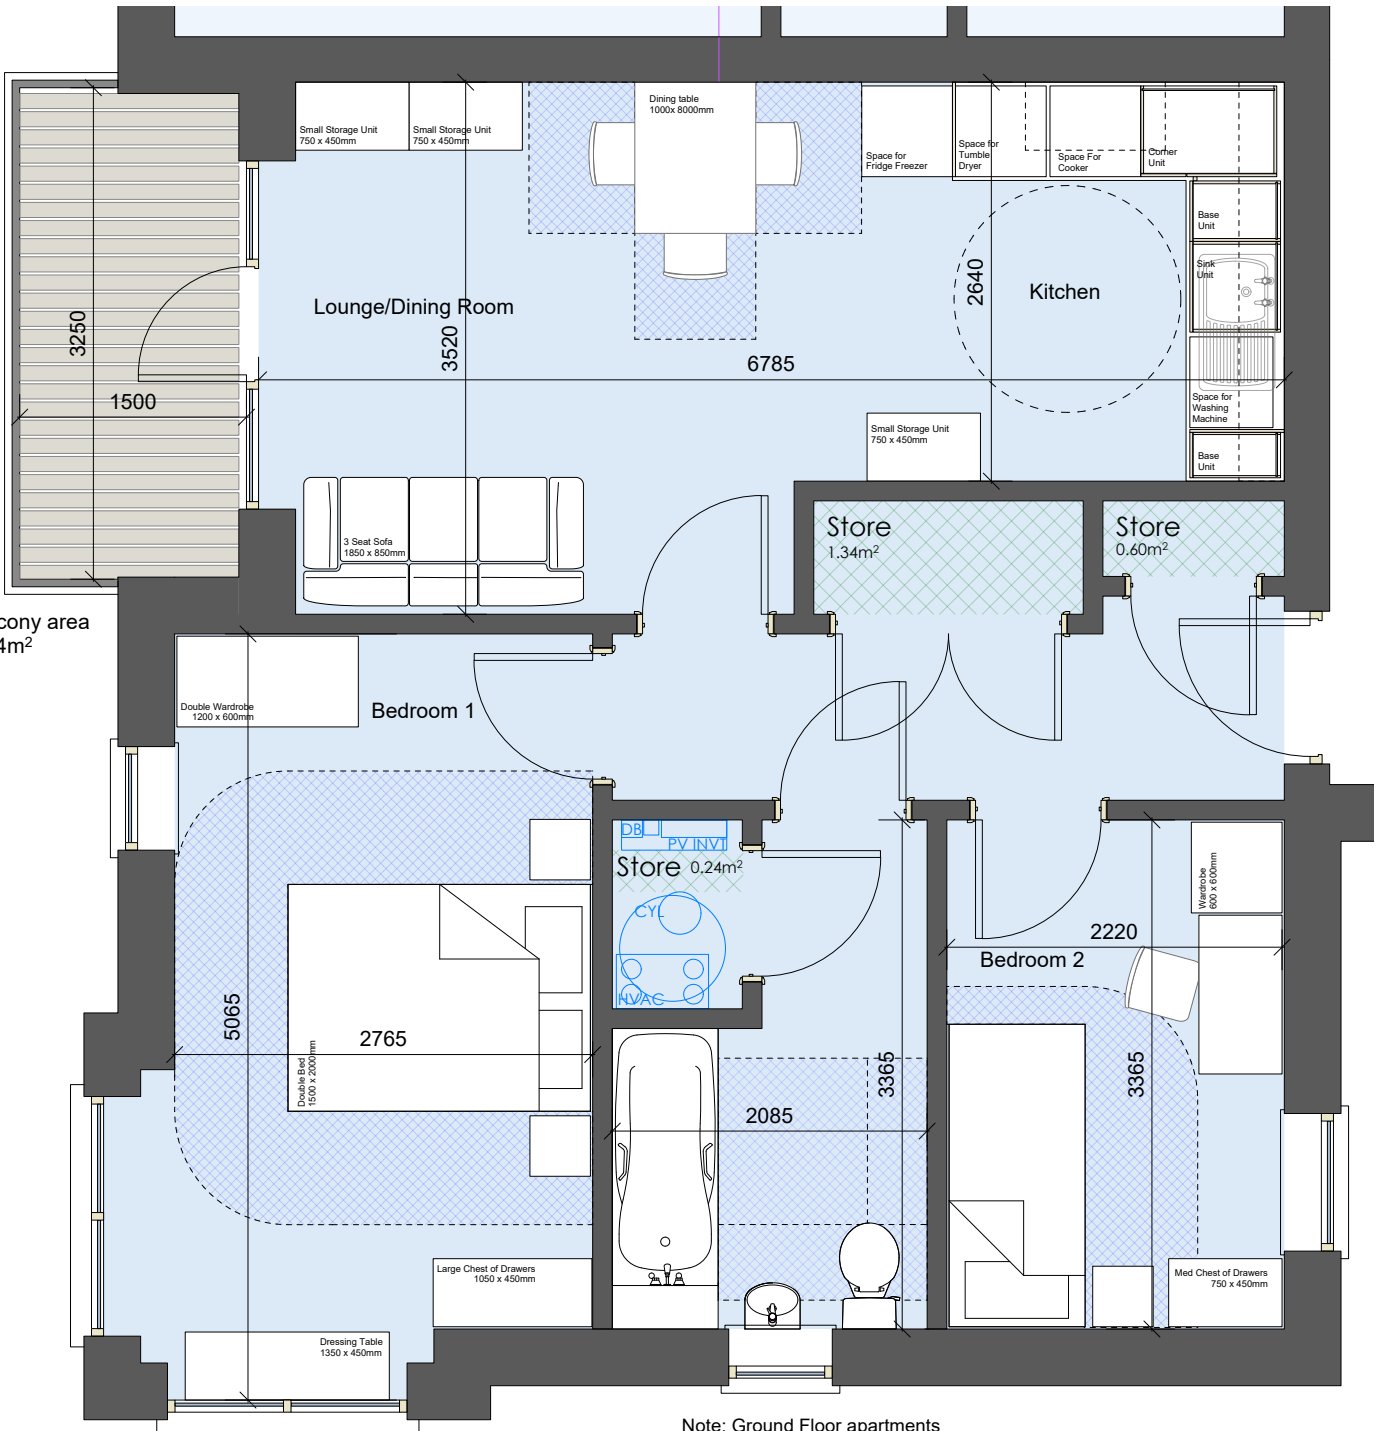 Dining table
1000x 8000mm
Small Storage Unit
750 x 450mm
Small Storage Unit
750 x 450mm
Space for
Fridge Freezer
Space for
Tumble
Dryer
Space For
Cooker
Corner
Unit
Base
Unit
Sink
Unit
Space for
Washing
Machine
Base
Unit
Lounge/Dining Room
Kitchen
3250
1500
3520
2640
6785
Small Storage Unit
750 x 450mm
3 Seat Sofa
1850 x 850mm
Store
1.34m²
Store
0.60m²
cony area
4m²
Double Wardrobe
1200 x 600mm
Bedroom 1
DB
PV INVT
Store 0.24m²
CYL
HVAC
Wardrobe
600 x 600mm
2220
Bedroom 2
5065
2765
Double Bed
1500 x 2000mm
2085
3365
3365
Large Chest of Drawers
1050 x 450mm
Med Chest of Drawers
750 x 450mm
Dressing Table
1350 x 450mm
Note: Ground Floor apartments